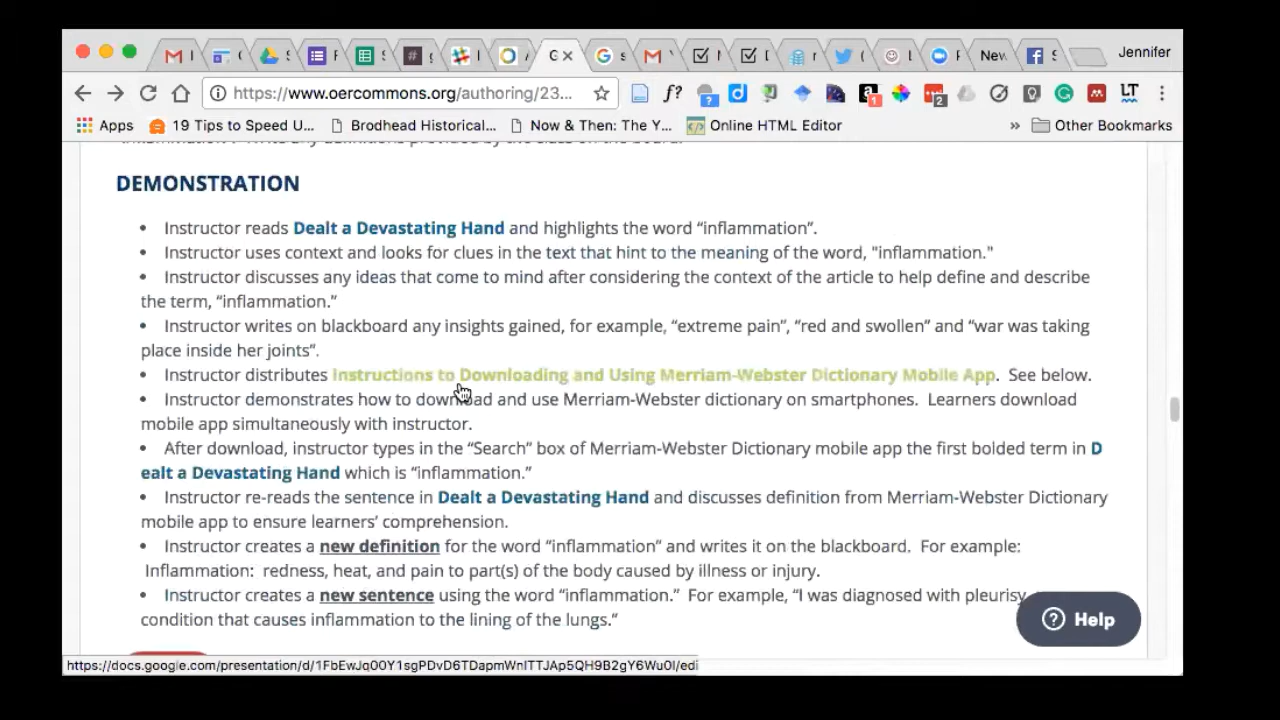 Jennifer
https://www.oercommons.org/authoring/23...
Apps 19 Tips to Speed U... Brodhead Historical... Now & Then: The Y... Online HTML Editor » Other Bookmarks
DEMONSTRATION
• Instructor reads Dealt a Devastating Hand and highlights the word “inflammation”.
• Instructor uses context and looks for clues in the text that hint to the meaning of the word, "inflammation."
• Instructor discusses any ideas that come to mind after considering the context of the article to help define and describe
the term, “inflammation.”
• Instructor writes on blackboard any insights gained, for example, “extreme pain”, “red and swollen” and “war was taking
place inside her joints”.
• Instructor distributes Instructions to Downloading and Using Merriam-Webster Dictionary Mobile App. See below.
• Instructor demonstrates how to download and use Merriam-Webster dictionary on smartphones. Learners download
mobile app simultaneously with instructor.
• After download, instructor types in the “Search” box of Merriam-Webster Dictionary mobile app the first bolded term in D
ealt a Devastating Hand which is “inflammation.”
• Instructor re-reads the sentence in Dealt a Devastating Hand and discusses definition from Merriam-Webster Dictionary
mobile app to ensure learners’ comprehension.
• Instructor creates a new definition for the word “inflammation” and writes it on the blackboard. For example:
Inflammation: redness, heat, and pain to part(s) of the body caused by illness or injury.
• Instructor creates a new sentence using the word “inflammation.” For example, “I was diagnosed with pleurisy,
condition that causes inflammation to the lining of the lungs.”
Help